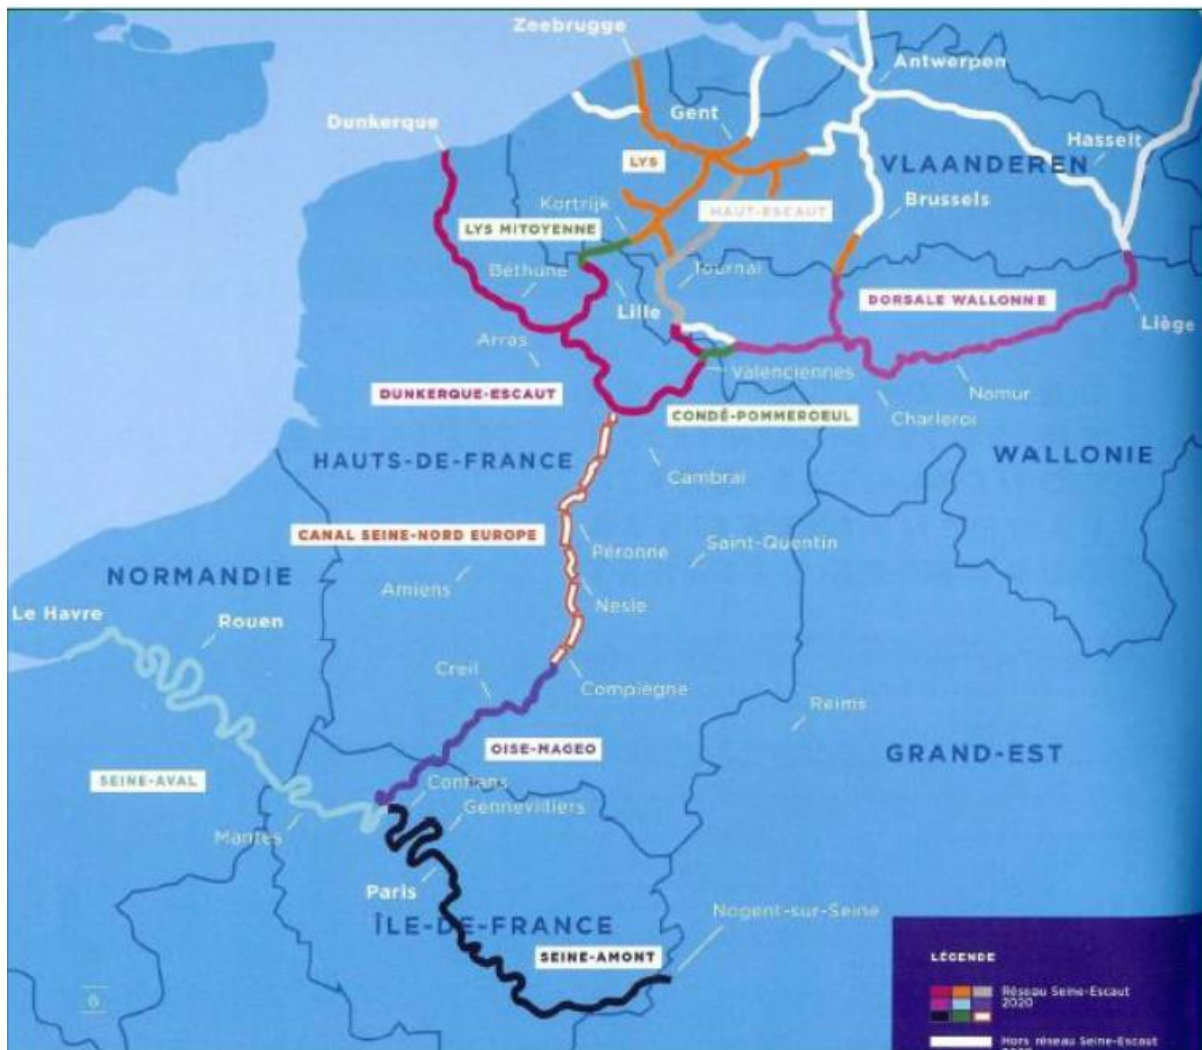 Zeebrugge
Antwerpen
Dunkerque
Gent
Hasselt
LYS
VLAANDEREN
Kortrijk
HAUT-ESCAUT
Brussels
LYS MITOYENNE
Béthune
Tournai
DORSALE WALLONNE
Lille
Liège
Arras
Valenciennes
DUNKERQUE-ESCAUT
Namur
CONDÉ-POMMEROEUL
Charleroi
HAUTS-DE-FRANCE
WALLONIE
Cambrai
CANAL SEINE-NORD EUROPE
Saint-Quentin
Péronne
NORMANDIE
Amiens
Nesle
Le Havre
Rouen
Creil
Compiègne
Reims
OISE-MAGEO
GRAND-EST
SEINE-AVAL
Conflans
Gennevilliers
Mantes
Paris
Nogent-sur-Seine
ÎLE-DE-FRANCE
SEINE-AMONT
LÉGENDE
Réseau Seine-Escaut
2020
6
Hors réseau Seine-Escaut